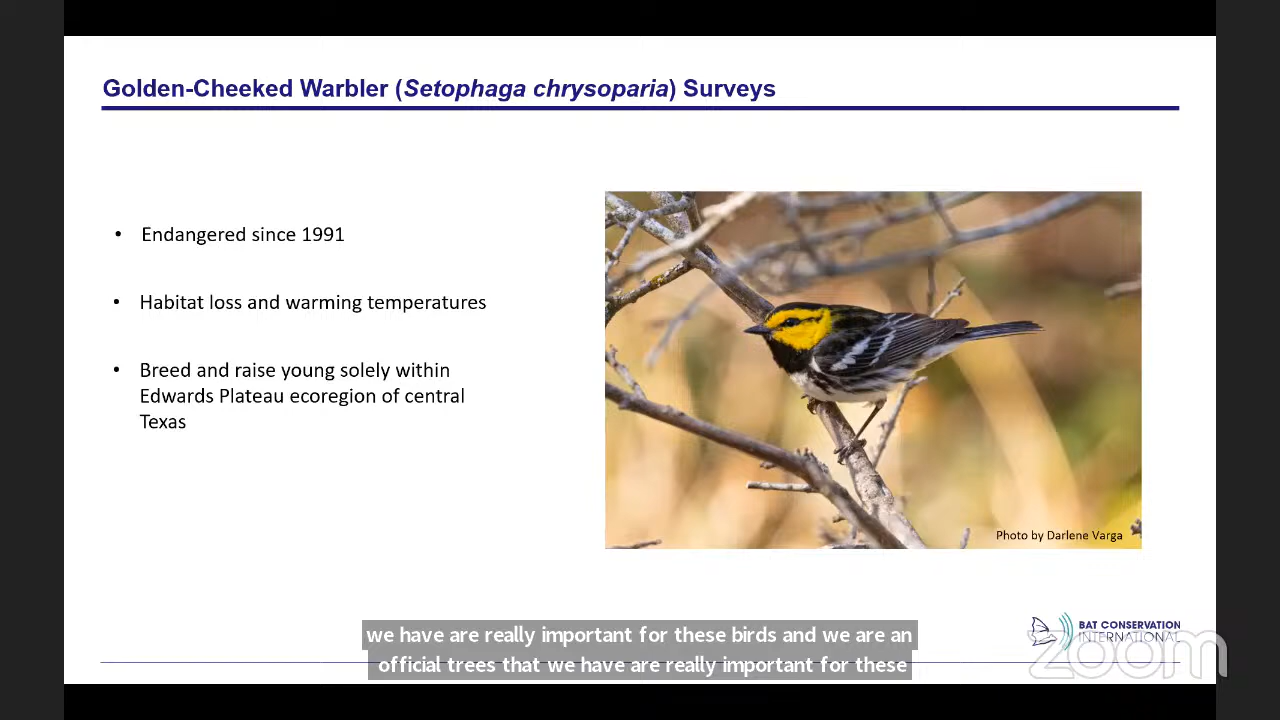 Golden-Cheeked Warbler (Setophaga chrysoparia) Surveys
• Endangered since 1991
• Habitat loss and warming temperatures
• Breed and raise young solely within
Edwards Plateau ecoregion of central
Texas
Photo by Darlene Varga
we have are really important for these birds and we are an
official trees that we have are really important for these
BAT CONSERVATION
INTERNATIONAL
zoom